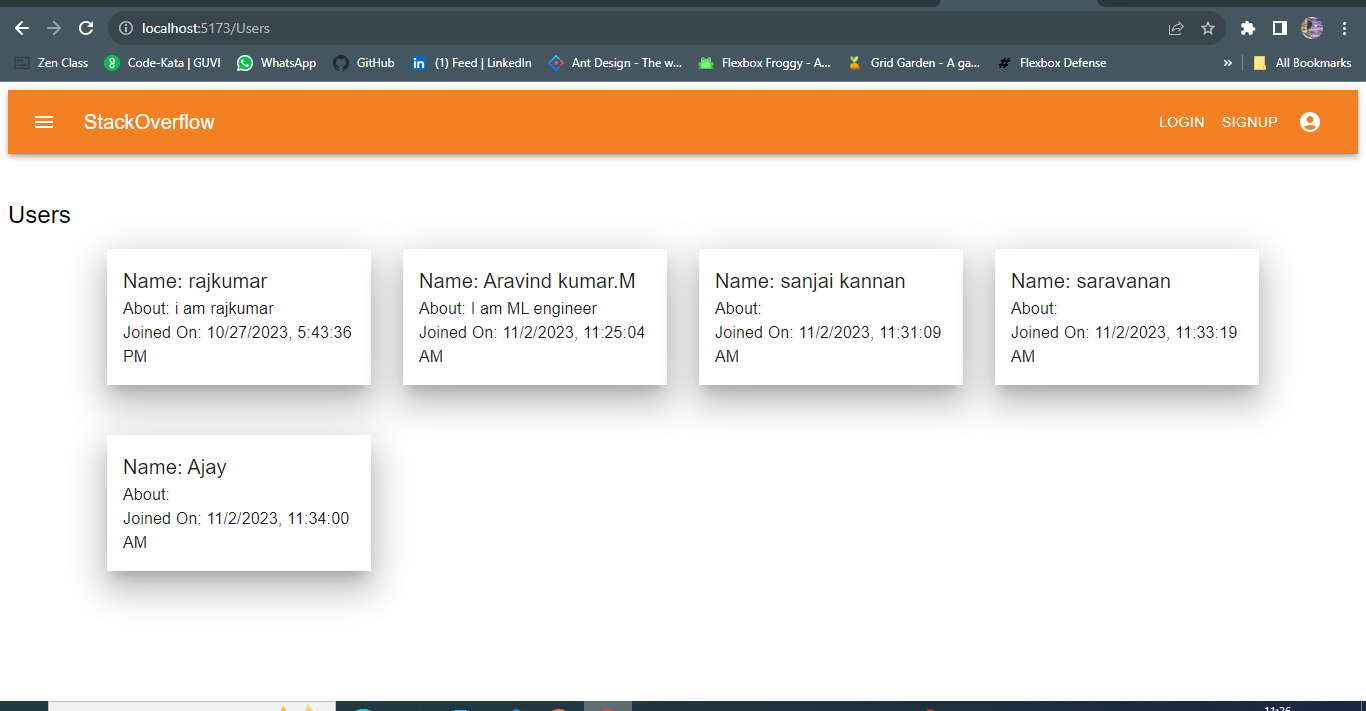 localhost:5173/Users
Zen Class
Code-Kata | GUVI
WhatsApp
GitHub
in (1) Feed | LinkedIn
Ant Design - The w...
Flexbox Froggy - A...
Grid Garden - A ga...
Flexbox Defense
»
All Bookmarks
StackOverflow
LOGIN
SIGNUP
Users
Name: rajkumar
About: i am rajkumar
Joined On: 10/27/2023, 5:43:36
PM
Name: Aravind kumar.M
About: I am ML engineer
Joined On: 11/2/2023, 11:25:04
AM
Name: sanjai kannan
About:
Joined On: 11/2/2023, 11:31:09
AM
Name: saravanan
About:
Joined On: 11/2/2023, 11:33:19
AM
Name: Ajay
About:
Joined On: 11/2/2023, 11:34:00
AM